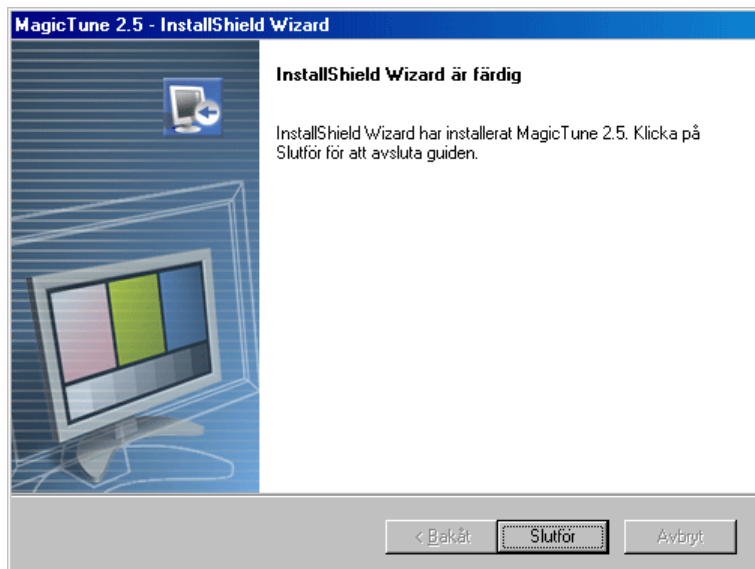 MagicTune 2.5 - InstallShield Wizard
InstallShield Wizard är färdig
InstallShield Wizard har installerat MagicTune 2.5. Klicka på
Slutför för att avsluta guiden.
< Bakåt
Slutför
Avbryt